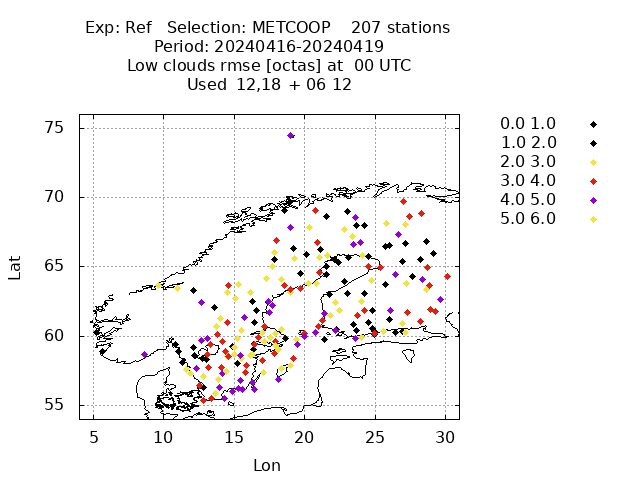 Exp: Ref Selection: METCOOP 207 stations
Period: 20240416-20240419
Low clouds rmse [octas] at 00 UTC
Used 12,18 + 06 12
75
70
65
60
55
5 10 15 20 25 30
Lat
Lon
0.0 1.0
1.0 2.0
2.0 3.0
3.0 4.0
4.0 5.0
5.0 6.0